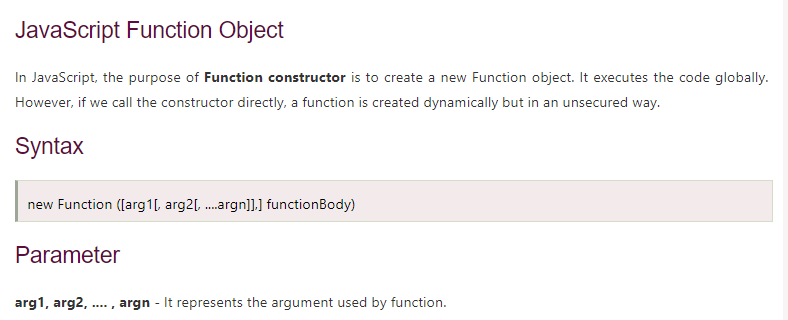 JavaScript Function Object
In JavaScript, the purpose of Function constructor is to create a new Function object. It executes the code globally.
However, if we call the constructor directly, a function is created dynamically but in an unsecured way.
Syntax
new Function ([arg1[, arg2[, ....argn]],] functionBody)
Parameter
arg1, arg2, .... , argn - It represents the argument used by function.